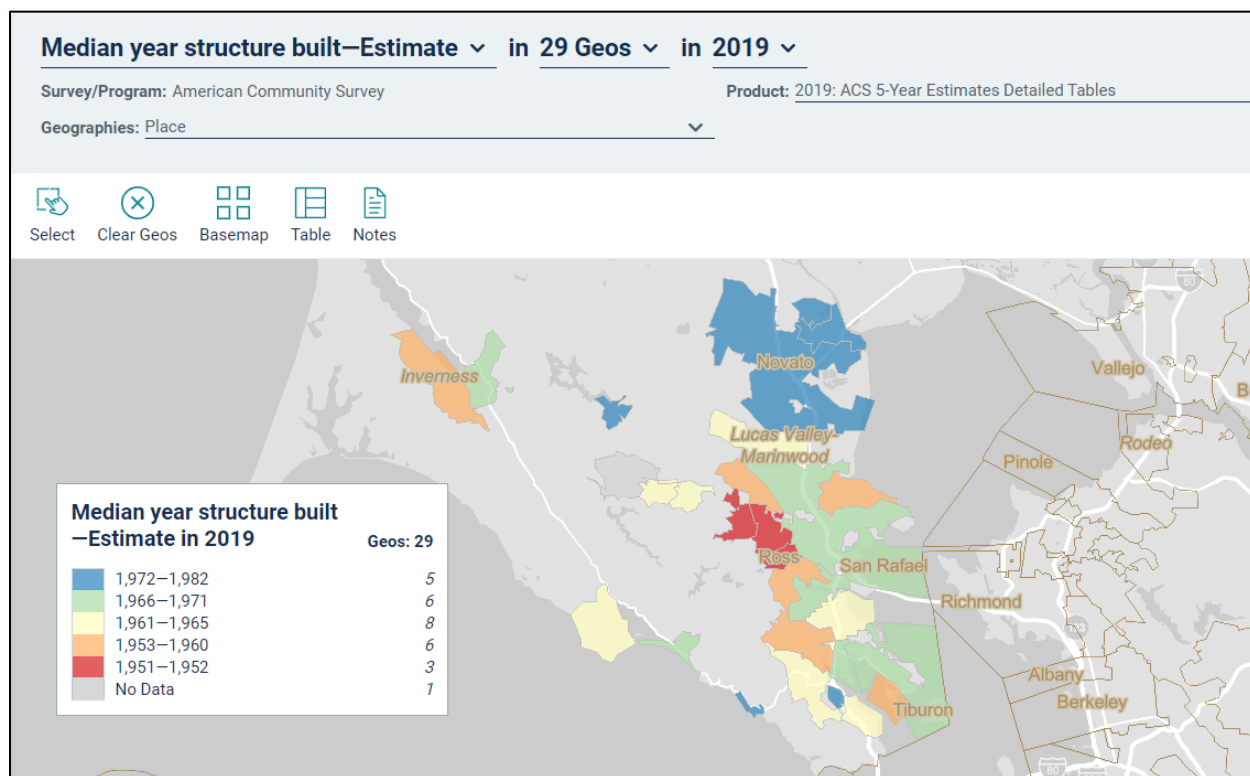 Median year structure built—Estimate in 29 Geos in 2019
Survey/Program: American Community Survey
Product: 2019: ACS 5-Year Estimates Detailed Tables
Geographies: Place
Select Clear Geos Basemap Table Notes
80
Novato
Vallejo
Inverness
Lucas Valley-
Marinwood
Rodeo
Pinole
Median year structure built
—Estimate in 2019 Geos: 29
1,972—1,982 5
1,966—1,971 6
1,961—1,965 8
1,953—1,960 6
1,951—1,952 3
No Data 1
Ross
San Rafael
Richmond
123
Albany
Berkeley
Tiburon
80